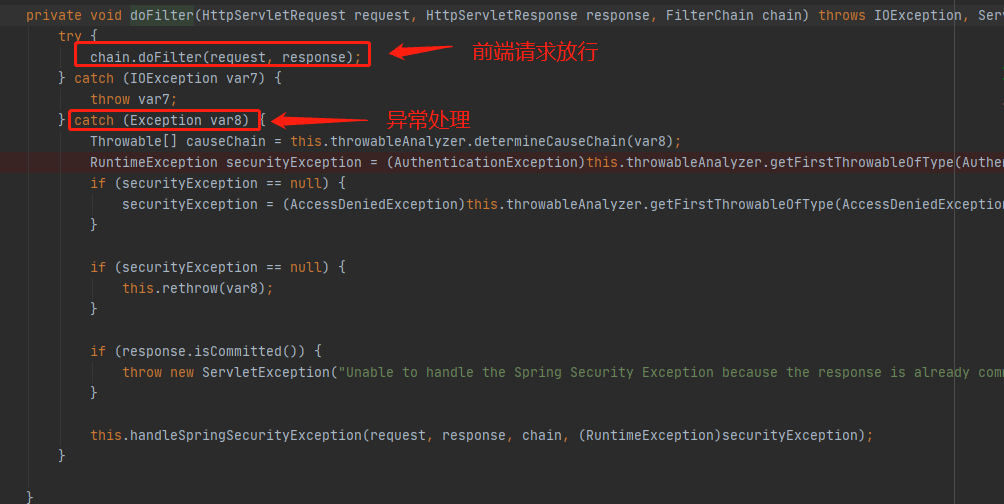 private void doFilter(HttpServletRequest request, HttpServletResponse response, FilterChain chain) throws IOException, Ser
try {
chain.doFilter(request, response); 前端请求放行
} catch (IOException var7) {
throw var7;
} catch (Exception var8) { 异常处理
Throwable[] causeChain = this.throwableAnalyzer.determineCauseChain(var8);
RuntimeException securityException = (AuthenticationException)this.throwableAnalyzer.getFirstThrowableOfType(Authen
if (securityException == null) {
securityException = (AccessDeniedException)this.throwableAnalyzer.getFirstThrowableOfType(AccessDeniedException
}
if (securityException == null) {
this.rethrow(var8);
}
if (response.isCommitted()) {
throw new ServletException("Unable to handle the Spring Security Exception because the response is already com
}
this.handleSpringSecurityException(request, response, chain, (RuntimeException)securityException);
}
}